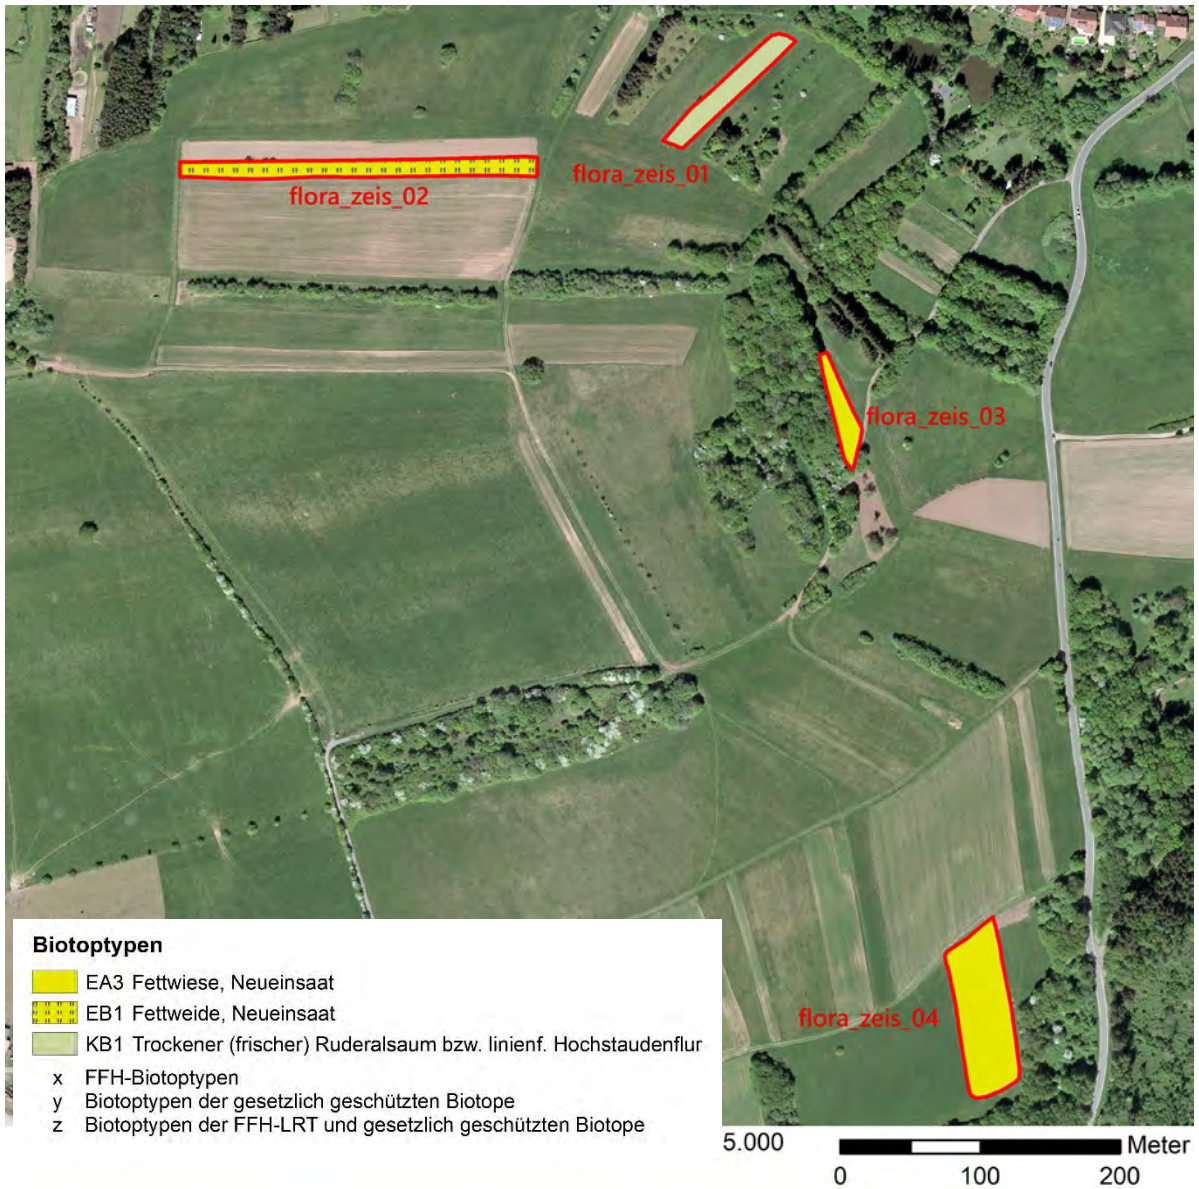 flora_zeis_01
flora_zeis_02
flora_zeis_03
flora_zeis_04
Biotoptypen
EA3 Fettwiese, Neueinsaat
EB1 Fettweide, Neueinsaat
KB1 Trockener (frischer) Ruderalsaum bzw. linienf. Hochstaudenflur
x FFH-Biotoptypen
y Biotoptypen der gesetzlich geschützten Biotope
z Biotoptypen der FFH-LRT und gesetzlich geschützten Biotope
5.000
Meter
0 100 200